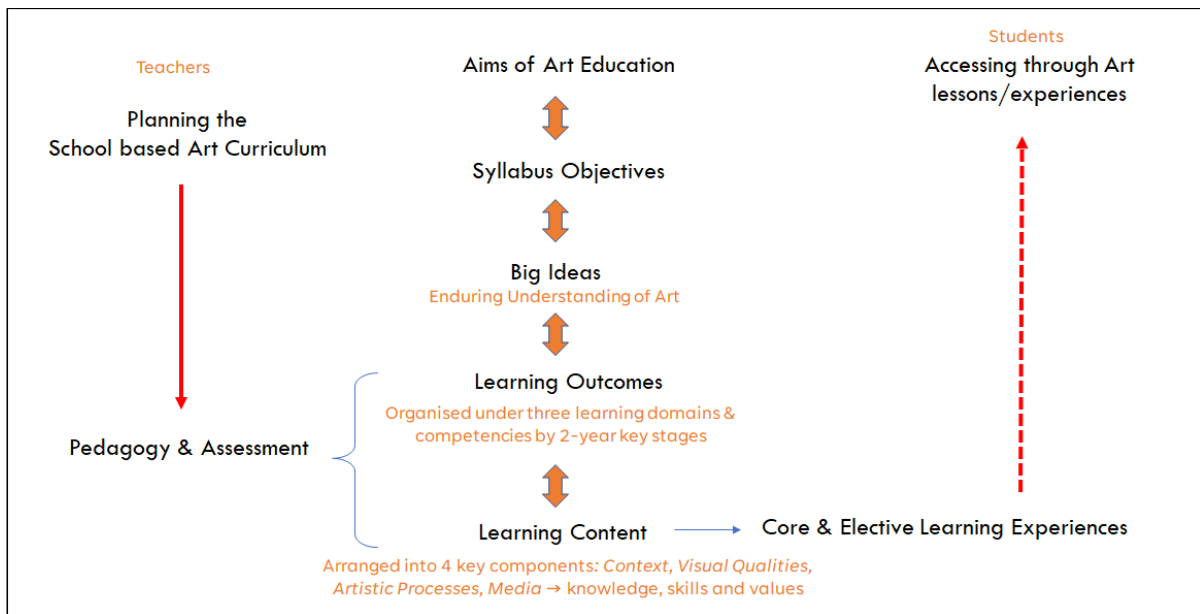 Teachers
Planning the
School based Art Curriculum
Pedagogy & Assessment
Aims of Art Education
Syllabus Objectives
Big Ideas
Enduring Understanding of Art
Learning Outcomes
Organised under three learning domains &
competencies by 2-year key stages
Learning Content
Arranged into 4 key components: Context, Visual Qualities,
Artistic Processes, Media → knowledge, skills and values
Core & Elective Learning Experiences
Students
Accessing through Art
lessons/experiences